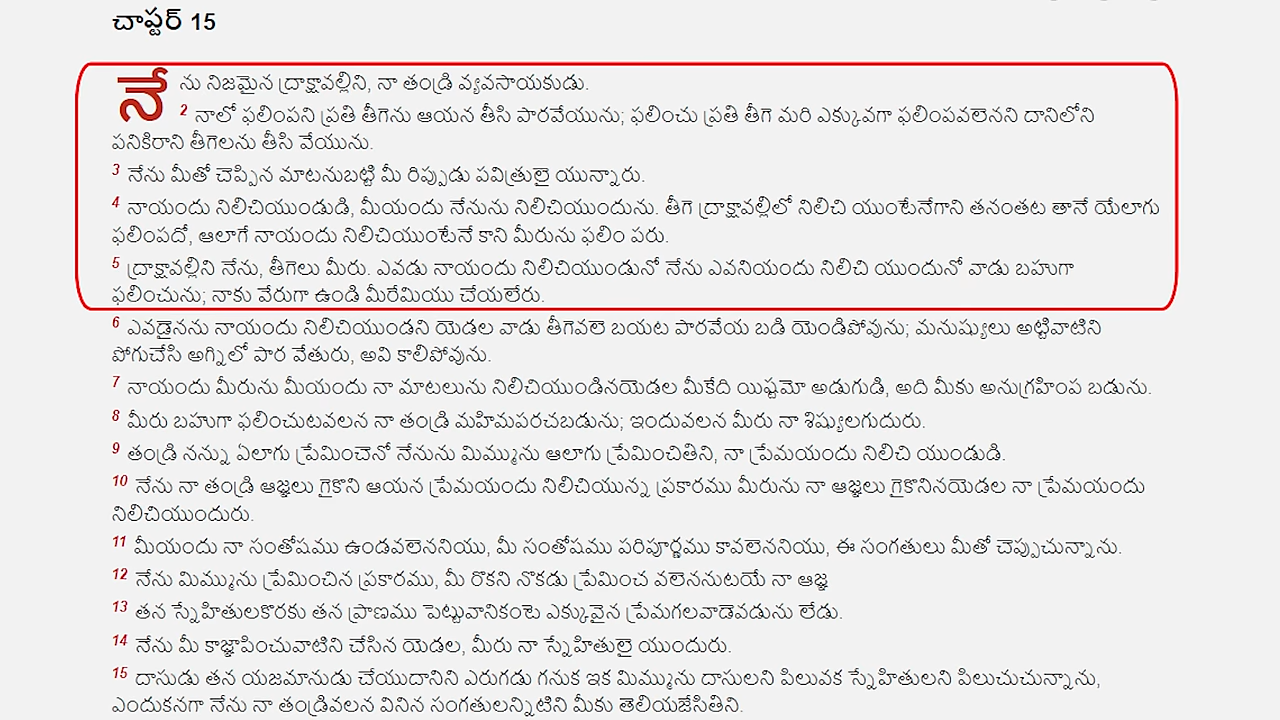 చాప్టర్ 15
నేను నిజమైన ద్రాక్షావల్లిని, నా తండ్రి వ్యవసాయకుడు.
2 నాలో ఫలింపని ప్రతి తీగెను ఆయన తీసి పారవేయును; ఫలించు ప్రతి తీగె మరి ఎక్కువగా ఫలింపవలెనని దానిలోని
పనికిరాని తీగెలను తీసి వేయును.
3 నేను మీతో చెప్పిన మాటనుబట్టి మీ రిప్పుడు పవిత్రులై యున్నారు.
4 నాయందు నిలిచియుండుడి, మీయందు నేనును నిలిచియుందును. తీగె ద్రాక్షావల్లిలో నిలిచి యుంటేనేగాని తనంతట తానే యేలాగు
ఫలింపదో, ఆలాగే నాయందు నిలిచియుంటేనే కాని మీరును ఫలిం పరు.
5 ద్రాక్షావల్లిని నేను, తీగెలు మీరు. ఎవడు నాయందు నిలిచియుండునో నేను ఎవనియందు నిలిచి యుందునో వాడు బహుగా
ఫలించును; నాకు వేరుగా ఉండి మీరేమియు చేయలేరు.
6 ఎవడైనను నాయందు నిలిచియుండని యెడల వాడు తీగెవలె బయట పారవేయ బడి యెండిపోవును; మనుష్యులు అట్టివాటిని
పోగుచేసి అగ్నిలో పార వేతురు, అవి కాలిపోవును.
7 నాయందు మీరును మీయందు నా మాటలును నిలిచియుండినయెడల మీకేది యిష్టమో అడుగుడి, అది మీకు అనుగ్రహింప బడును.
8 మీరు బహుగా ఫలించుటవలన నా తండ్రి మహిమపరచబడును; ఇందువలన మీరు నా శిష్యులగుదురు.
9 తండ్రి నన్ను ఏలాగు ప్రేమించెనో నేనును మిమ్మును ఆలాగు ప్రేమించితిని, నా ప్రేమయందు నిలిచి యుండుడి.
10 నేను నా తండ్రి ఆజ్ఞలు గైకొని ఆయన ప్రేమయందు నిలిచియున్న ప్రకారము మీరును నా ఆజ్ఞలు గైకొనినయెడల నా ప్రేమయందు
నిలిచియుందురు.
11 మీయందు నా సంతోషము ఉండవలెననియు, మీ సంతోషము పరిపూర్ణము కావలెననియు, ఈ సంగతులు మీతో చెప్పుచున్నాను.
12 నేను మిమ్మును ప్రేమించిన ప్రకారము, మీ రొకని నొకడు ప్రేమించ వలెననుటయే నా ఆజ్ఞ
13 తన స్నేహితులకొరకు తన ప్రాణము పెట్టువానికంటె ఎక్కువైన ప్రేమగలవాడెవడును లేడు.
14 నేను మీ కాజ్ఞాపించువాటిని చేసిన యెడల, మీరు నా స్నేహితులై యుందురు.
15 దాసుడు తన యజమానుడు చేయుదానిని ఎరుగడు గనుక ఇక మిమ్మును దాసులని పిలువక స్నేహితులని పిలుచుచున్నాను,
ఎందుకనగా నేను నా తండ్రివలన వినిన సంగతులన్నిటిని మీకు తెలియజేసితిని.